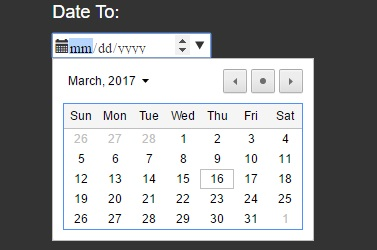 Date To:
mm/dd/yyyy
March, 2017
Sun Mon Tue Wed Thu Fri Sat
26 27 28 1 2 3 4
5 6 7 8 9 10 11
12 13 14 15 16 17 18
19 20 21 22 23 24 25
26 27 28 29 30 31 1